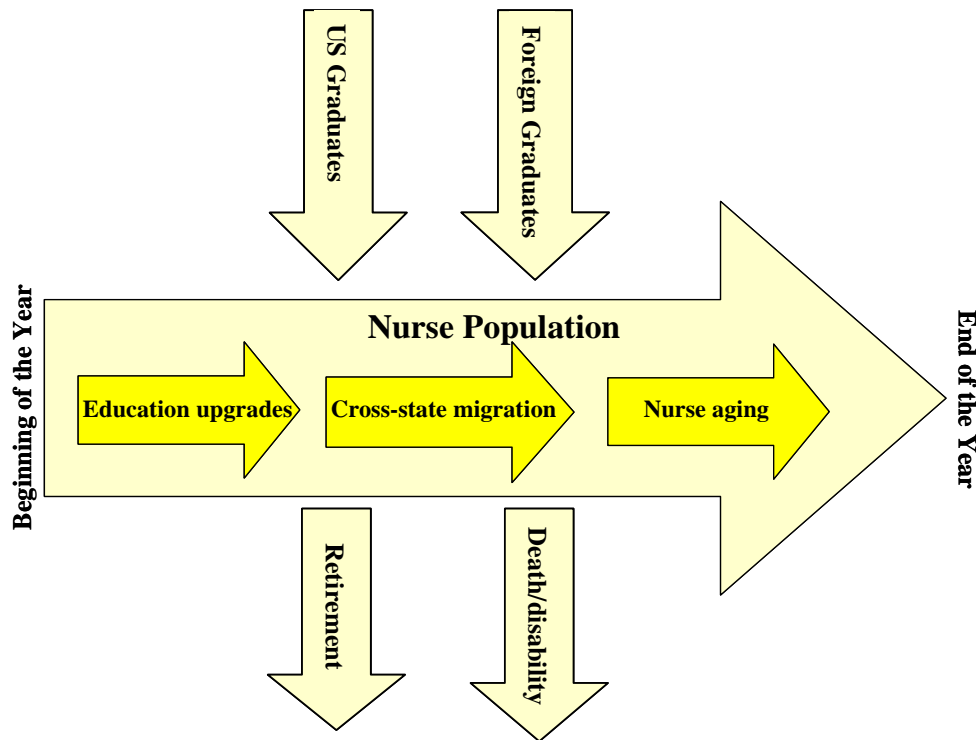 US Graduates
Foreign Graduates
Beginning of the Year
Nurse Population
Education upgrades
Cross-state migration
Nurse aging
End of the Year
Retirement
Death/disability